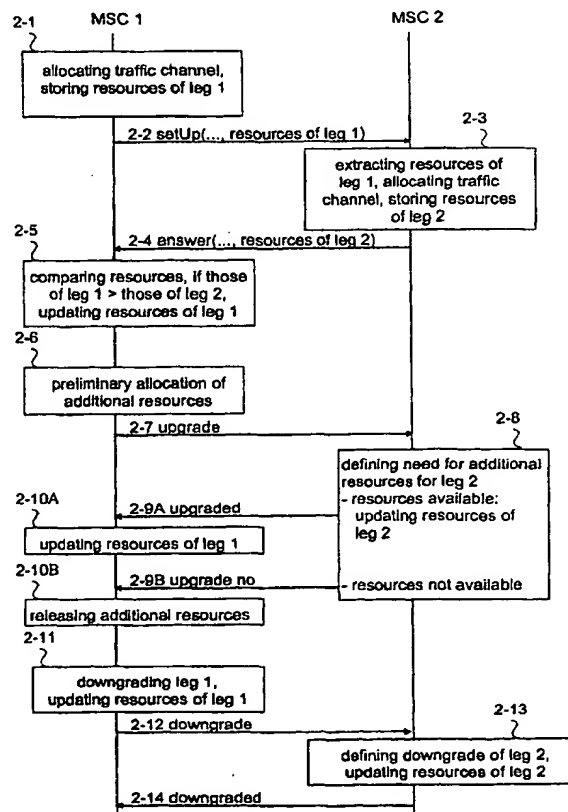 MSC 1
MSC 2
2-1
allocating traffic channel,
storing resources of leg 1
2-2 setUp(..., resources of leg 1)
2-3
extracting resources of
leg 1, allocating traffic
channel, storing resources
of leg 2
2-4 answer(..., resources of leg 2)
2-5
comparing resources, if those
of leg 1 > those of leg 2,
updating resources of leg 1
2-6
preliminary allocation of
additional resources
2-7 upgrade
2-8
defining need for additional
resources for leg 2
- resources available:
updating resources of
leg 2
2-9A upgraded
2-10A
updating resources of leg 1
2-9B upgrade no
- resources not available
2-10B
releasing additional resources
2-11
downgrading leg 1,
updating resources of leg 1
2-12 downgrade
2-13
defining downgrade of leg 2,
updating resources of leg 2
2-14 downgraded